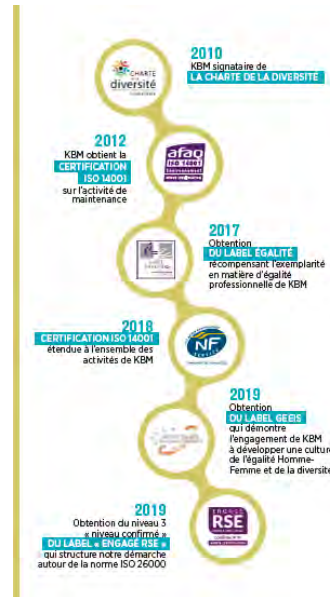 2010
KBM signataire de
LA CHARTE DE LA DIVERSITÉ
CHARTE
diversité
2012
KBM obtient la
CERTIFICATION
ISO 14001
sur l'activité de
maintenance
afaq
ISO 14001
Environnement
2017
Obtention
DU LABEL ÉGALITÉ
récompensant l'exemplarité
en matière d'égalité
professionnelle de KBM
2018
CERTIFICATION ISO 14001
étendue à l'ensemble des
activités de KBM
NF
SERVICE
2019
Obtention
DU LABEL GEEIS
qui démontre
l'engagement de KBM
à développer une culture
de l'égalité Homme-
Femme et de la diversité
2019
Obtention du niveau 3
« niveau confirmé »
DU LABEL « ENGAGÉ RSE »
qui structure notre démarche
autour de la norme ISO 26000
ENGAGÉ
RSE